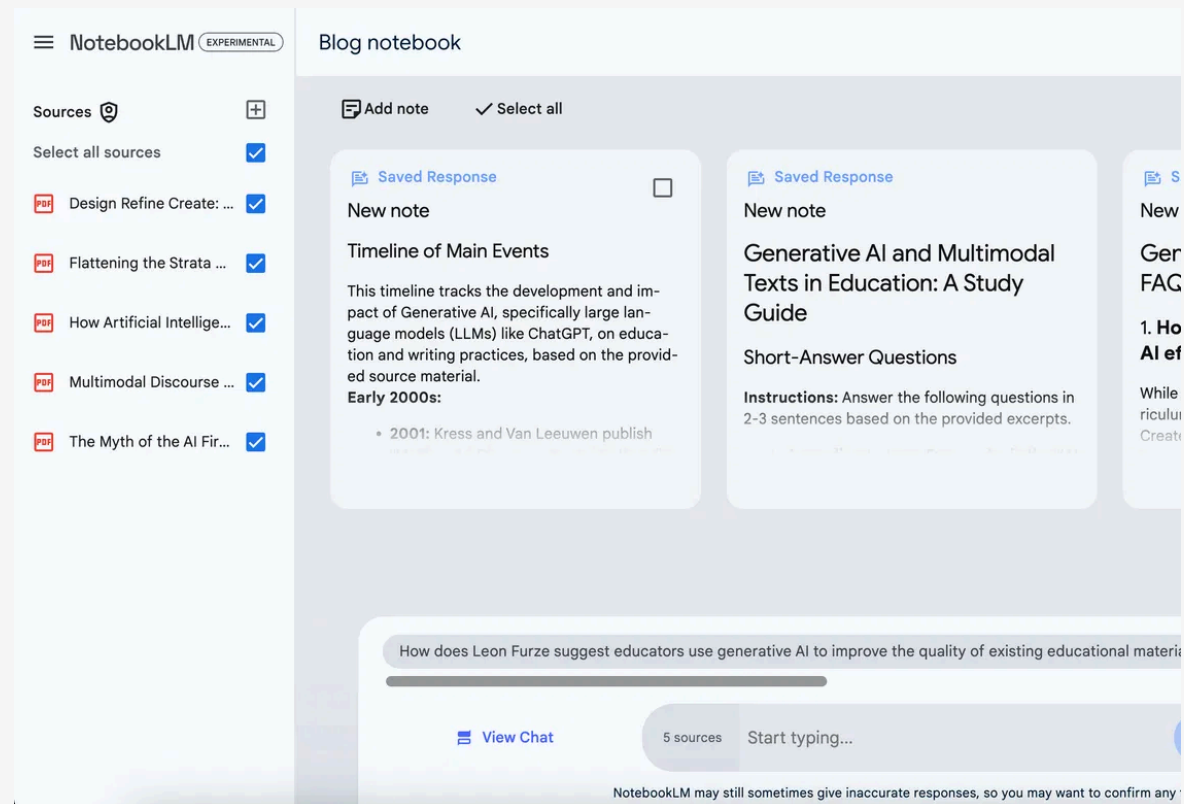 NotebookLM EXPERIMENTAL
Blog notebook
Sources
Select all sources
PDF Design Refine Create: ...
PDF Flattening the Strata ...
PDF How Artificial Intellige...
PDF Multimodal Discourse ...
PDF The Myth of the AI Fir...
Add note
Select all
Saved Response
New note
Timeline of Main Events
This timeline tracks the development and im-
pact of Generative AI, specifically large lan-
guage models (LLMs) like ChatGPT, on educa-
tion and writing practices, based on the provid-
ed source material.
Early 2000s:
• 2001: Kress and Van Leeuwen publish
Saved Response
New note
Generative AI and Multimodal
Texts in Education: A Study
Guide
Short-Answer Questions
Instructions: Answer the following questions in
2-3 sentences based on the provided excerpts.
S
New
Ger
FAQ
1. Ho
AI ef
While
riculu
Create
How does Leon Furze suggest educators use generative AI to improve the quality of existing educational materia
View Chat
5 sources
Start typing...
NotebookLM may still sometimes give inaccurate responses, so you may want to confirm any